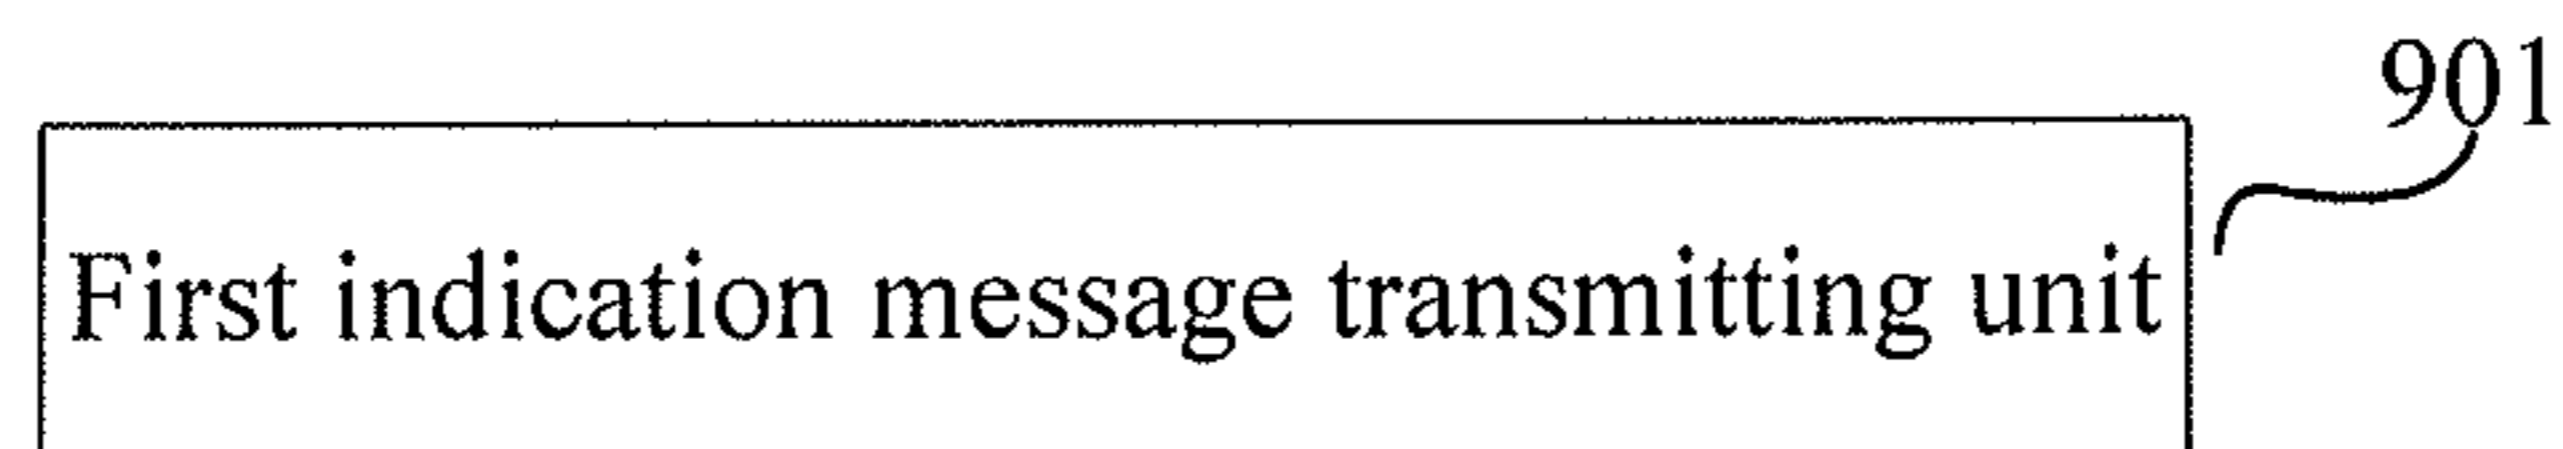 901
First indication message transmitting unit